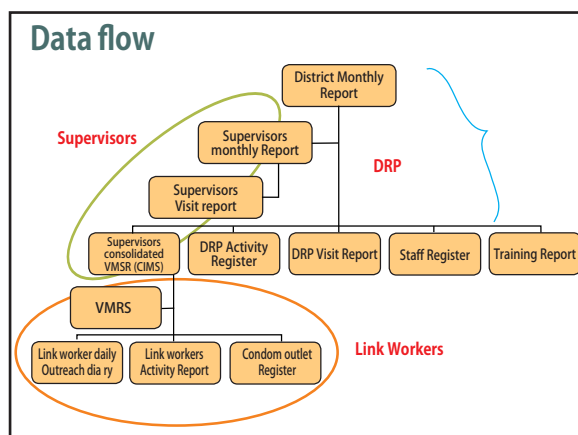 Data flow
District Monthly
Report
Supervisors
Supervisors
monthly Report
DRP
Supervisors
Visit report
Supervisors
consolidated
VMSR (CIMS)
DRP Activity
Register
DRP Visit Report
Staff Register
Training Report
VMRS
Link worker daily
Outreach dia ry
Link workers
Activity Report
Condom outlet
Register
Link Workers